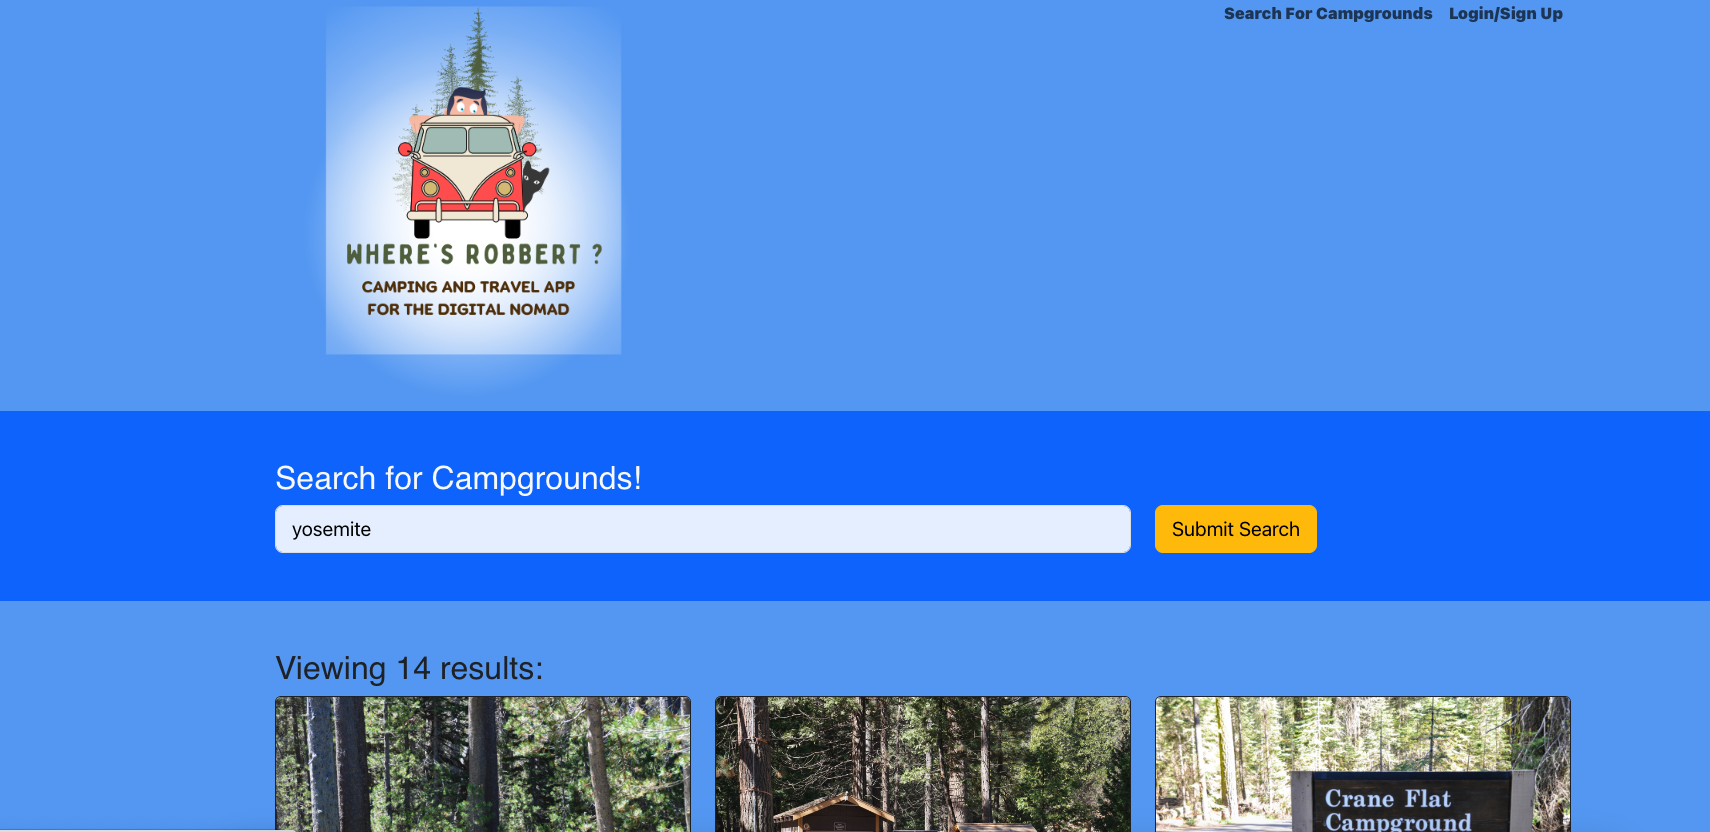 Search For Campgrounds Login/Sign Up
WHERE'S ROBBERT ?
CAMPING AND TRAVEL APP
FOR THE DIGITAL NOMAD
Search for Campgrounds!
yosemite
Submit Search
Viewing 14 results:
Crane Flat
Campground